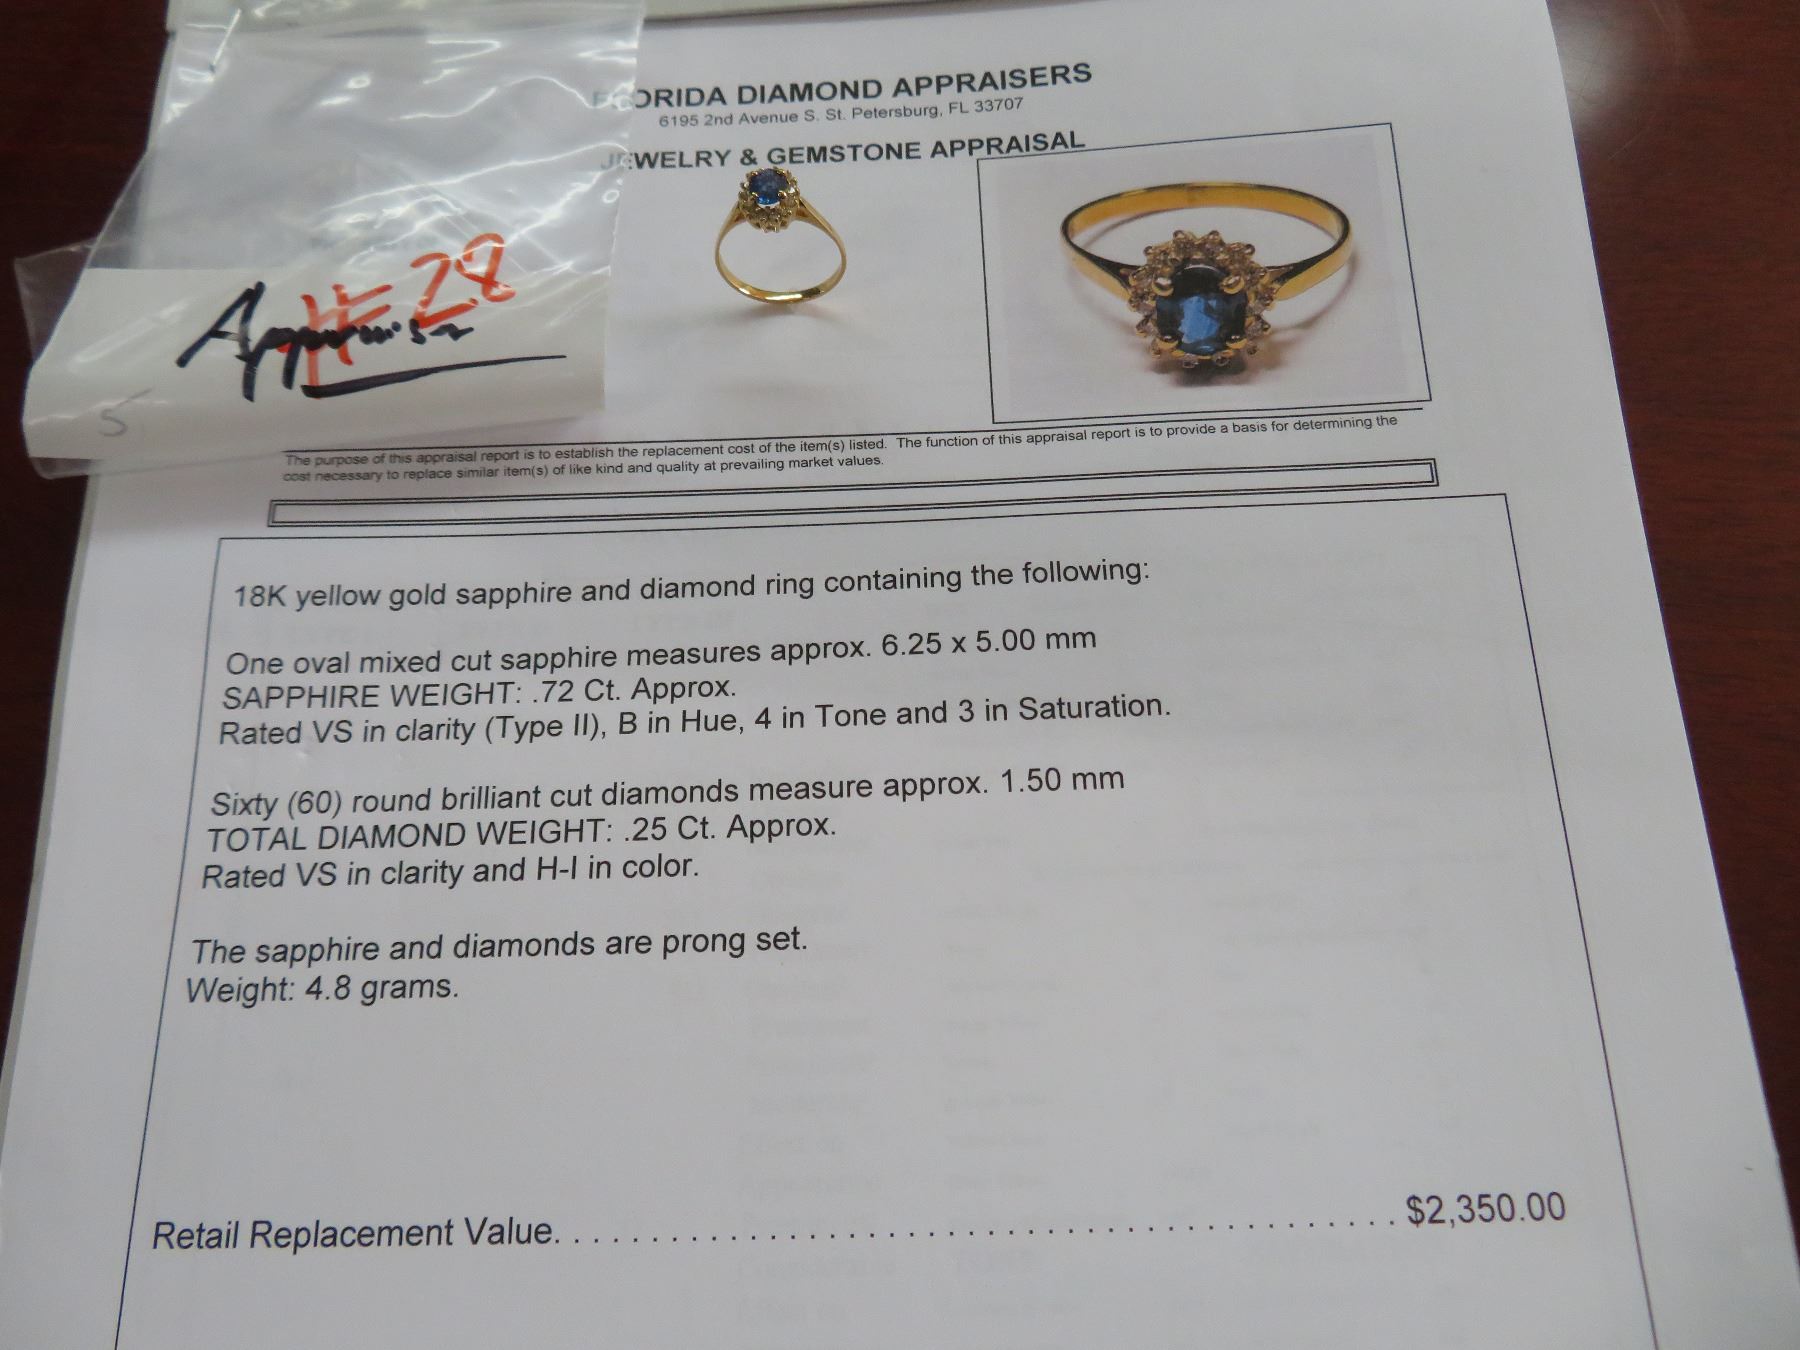 FLORIDA DIAMOND APPRAISERS
6195 2nd Avenue S. St. Petersburg, FL 33707
JEWELRY & GEMSTONE APPRAISAL
#28
5
The purpose of this appraisal report is to establish the replacement cost of the item(s) listed. The function of this appraisal report is to provide a basis for determining the
cost necessary to replace similar item(s) of like kind and quality at prevailing market values.
18K yellow gold sapphire and diamond ring containing the following:
One oval mixed cut sapphire measures approx. 6.25 x 5.00 mm
SAPPHIRE WEIGHT: .72 Ct. Approx.
Rated VS in clarity (Type II), B in Hue, 4 in Tone and 3 in Saturation.
Sixty (60) round brilliant cut diamonds measure approx. 1.50 mm
TOTAL DIAMOND WEIGHT: .25 Ct. Approx.
Rated VS in clarity and H-I in color.
The sapphire and diamonds are prong set.
Weight: 4.8 grams.
Retail Replacement Value. . . . . . . . . . . . . . . . . . . . . . . . . . . . . . . . . . . . $2,350.00